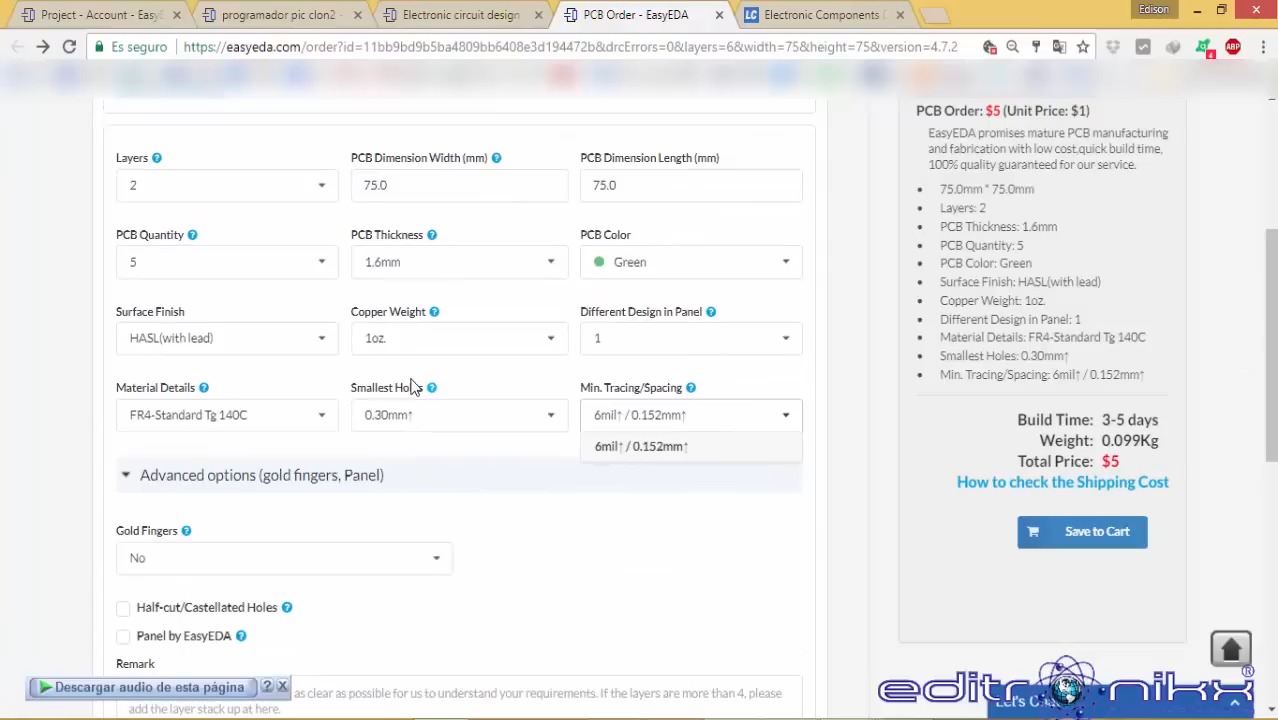 Project - Account - EasyE
programador pic clon2 -
Electronic circuit design
PCB Order - EasyEDA
LC Electronic Components D
Edison
Es seguro
https://easyeda.com/order?id=11bb9bd9b5ba4809bb6408e3d194472b&drcErrors=0&layers=6&width=75&height=75&version=4.7.2
4
ABP
Layers ?
PCB Dimension Width (mm) ?
PCB Dimension Length (mm)
2
75.0
75.0
PCB Quantity ?
PCB Thickness ?
PCB Color
5
1.6mm
Green
Surface Finish
Copper Weight ?
Different Design in Panel ?
HASL(with lead)
1oz.
1
Material Details ?
Smallest Holes ?
Min. Tracing/Spacing ?
FR4-Standard Tg 140C
0.30mm↑
6mil↑ / 0.152mm↑
6mil↑ / 0.152mm↑
Advanced options (gold fingers, Panel)
Gold Fingers ?
No
Half-cut/Castellated Holes ?
Panel by EasyEDA ?
Remark
as clear as possible for us to understand your requirements. If the layers are more than 4, please
add the layer stack up at here.
Descargar audio de esta página ?
PCB Order: $5 (Unit Price: $1)
EasyEDA promises mature PCB manufacturing
and fabrication with low cost,quick build time,
100% quality guaranteed for our service.
• 75.0mm * 75.0mm
• Layers: 2
• PCB Thickness: 1.6mm
• PCB Quantity: 5
• PCB Color: Green
• Surface Finish: HASL(with lead)
• Copper Weight: 1oz.
• Different Design in Panel: 1
• Material Details: FR4-Standard Tg 140C
• Smallest Holes: 0.30mm↑
• Min. Tracing/Spacing: 6mil↑ / 0.152mm↑
Build Time: 3-5 days
Weight: 0.099Kg
Total Price: $5
How to check the Shipping Cost
Save to Cart
editronikx®
Let's